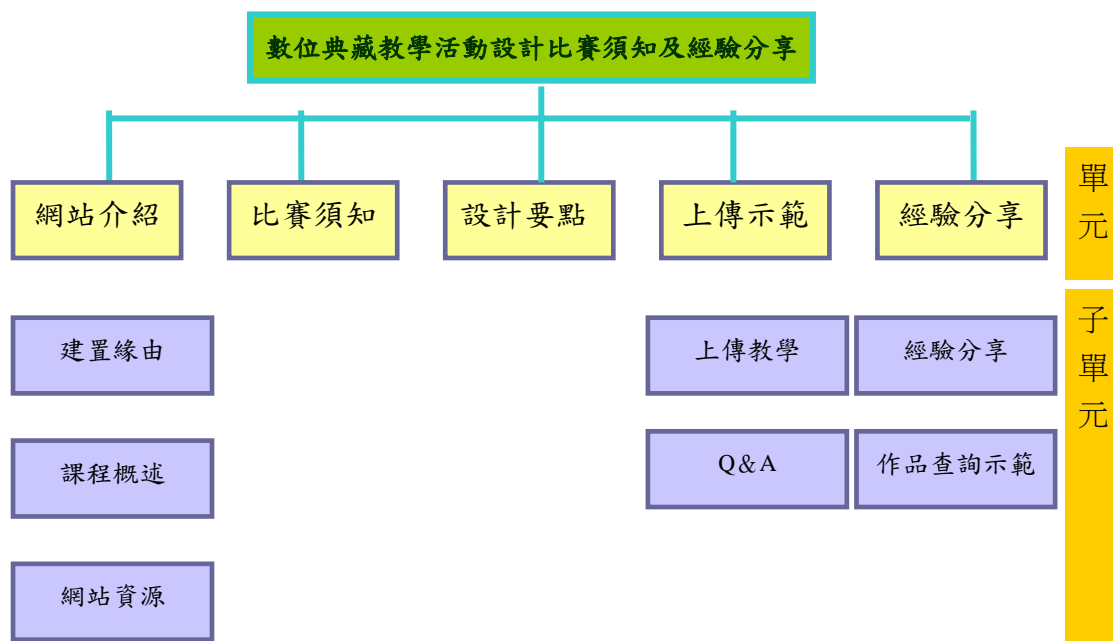 數位典藏教學活動設計比賽須知及經驗分享
網站介紹
比賽須知
設計要點
上傳示範
經驗分享
單元
建置緣由
上傳教學
經驗分享
子單元
課程概述
Q&A
作品查詢示範
網站資源